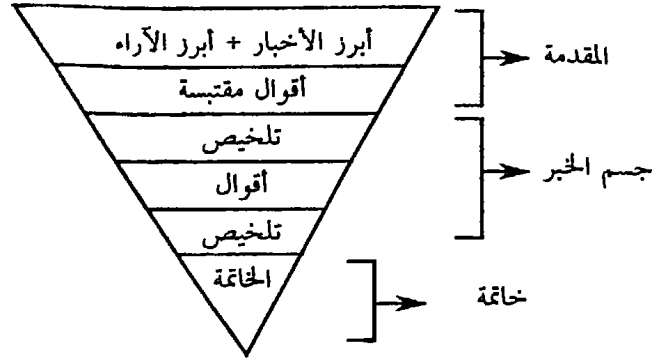 أبرز الأخبار + أبرز الآراء
المقدمة
أقوال مقتبسة
تلخيص
جسم الخبر
أقوال
تلخيص
الخاتمة
خاتمة